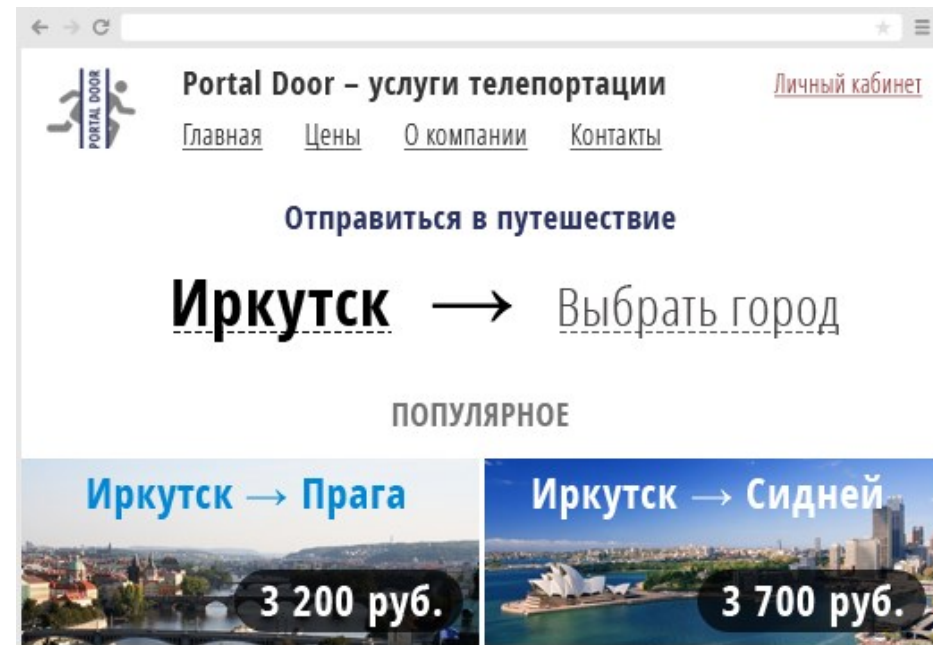 PORTAL DOOR
Portal Door – услуги телепортации
Личный кабинет
Главная Цены О компании Контакты
Отправиться в путешествие
Иркутск → Выбрать город
ПОПУЛЯРНОЕ
Иркутск → Прага
3 200 руб.
Иркутск → Сидней
3 700 руб.